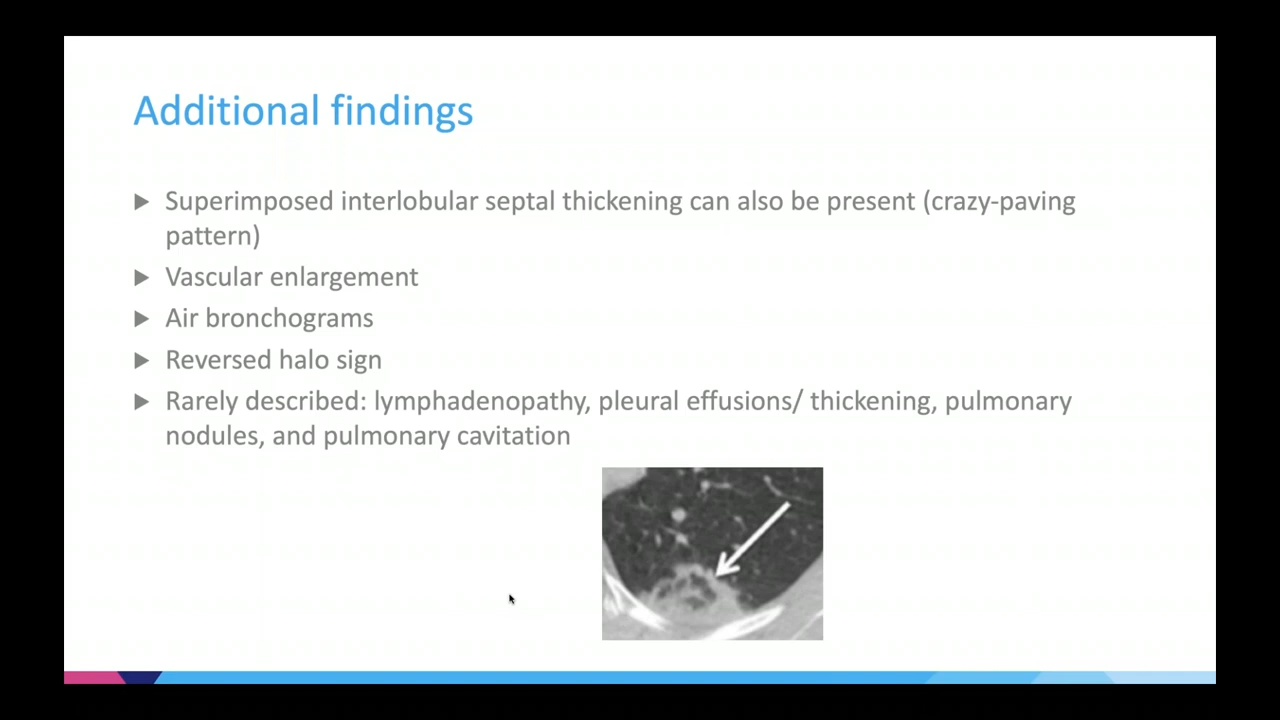 Additional findings
Superimposed interlobular septal thickening can also be present (crazy-paving
pattern)
Vascular enlargement
Air bronchograms
Reversed halo sign
Rarely described: lymphadenopathy, pleural effusions/ thickening, pulmonary
nodules, and pulmonary cavitation